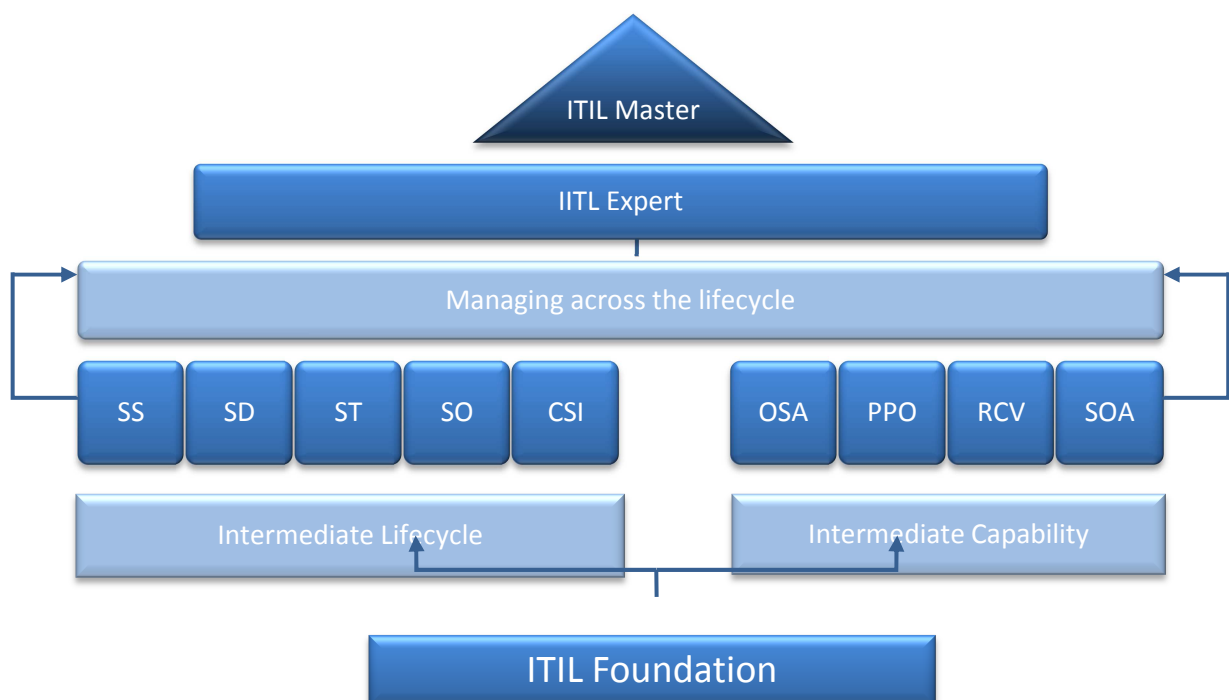 ITIL Master
IITL Expert
Managing across the lifecycle
SS SD ST SO CSI OSA PPO RCV SOA
Intermediate Lifecycle Intermediate Capability
ITIL Foundation